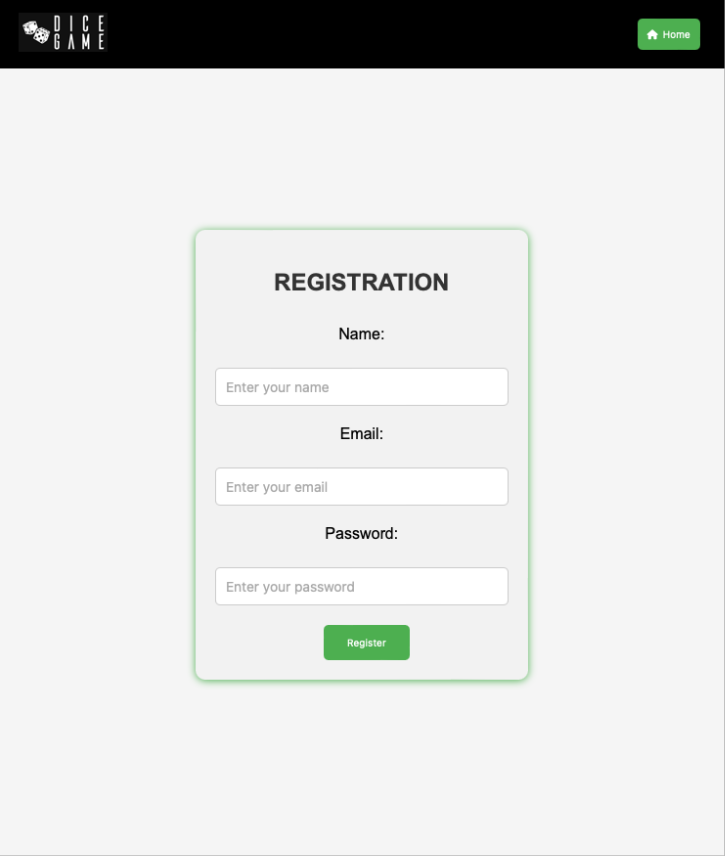 DICE
GAME
Home
REGISTRATION
Name:
Enter your name
Email:
Enter your email
Password:
Enter your password
Register